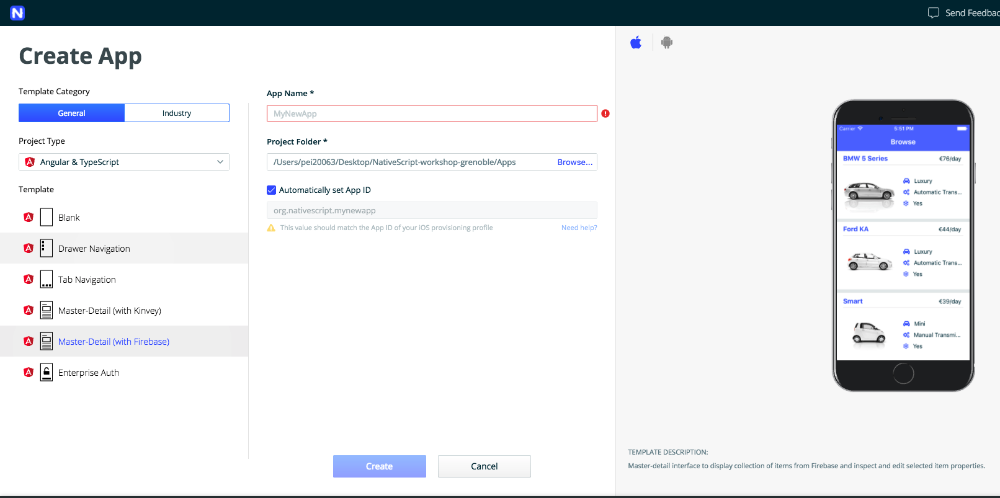 N
Send Feedbac
Create App
Template Category
General
Industry
Project Type
Angular & TypeScript
Template
Blank
Drawer Navigation
Tab Navigation
Master-Detail (with Kinvey)
Master-Detail (with Firebase)
Enterprise Auth
App Name *
MyNewApp
Project Folder *
/Users/pei20063/Desktop/NativeScript-workshop-grenoble/Apps
Browse...
Automatically set App ID
org.nativescript.mynewapp
This value should match the App ID of your iOS provisioning profile
Need help?
Create
Cancel
Carrier
5:51 PM
Browse
BMW 5 Series
€76/day
Luxury
Automatic Trans...
Yes
Ford KA
€44/day
Luxury
Automatic Trans...
Yes
Smart
€39/day
Mini
Manual Transmi...
Yes
TEMPLATE DESCRIPTION:
Master-detail interface to display collection of items from Firebase and inspect and edit selected item properties.